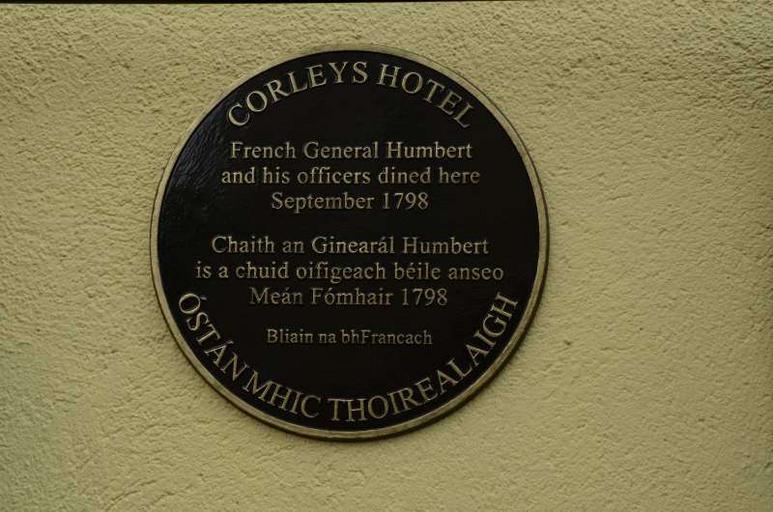 CORLEYS HOTEL
French General Humbert
and his officers dined here
September 1798
Chaith an Ginearál Humbert
is a chuid oifigeach béile anseo
Meán Fómhair 1798
Bliain na bhFrancach
ÓSTÁN MHIC THOIREALAIGH